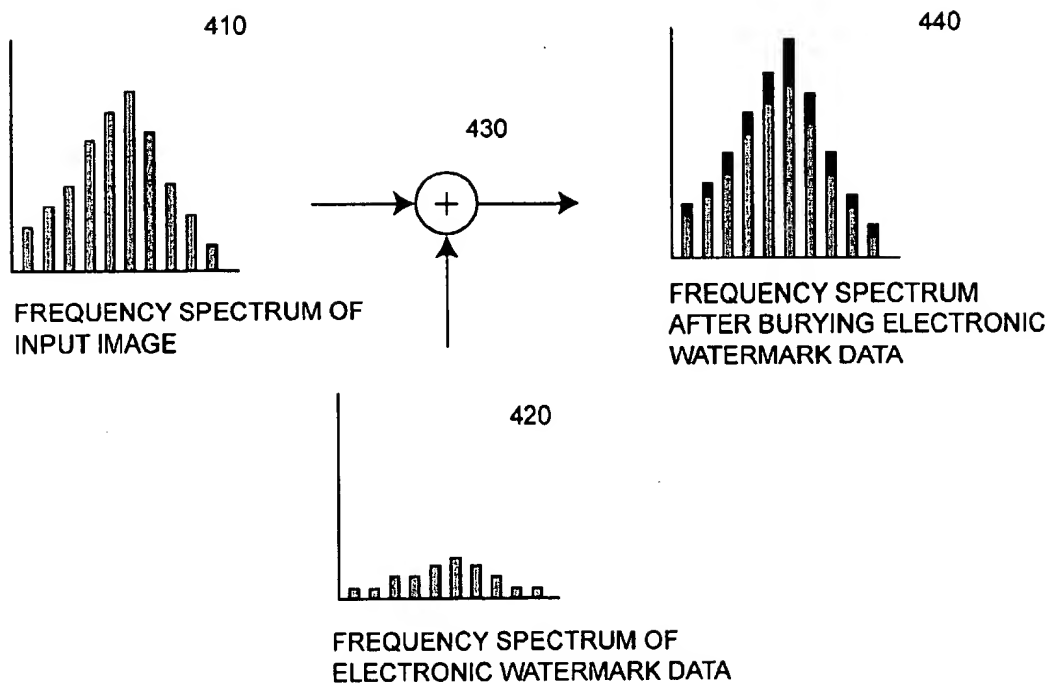 410
440
430
+
FREQUENCY SPECTRUM OF
INPUT IMAGE
FREQUENCY SPECTRUM
AFTER BURYING ELECTRONIC
WATERMARK DATA
420
FREQUENCY SPECTRUM OF
ELECTRONIC WATERMARK DATA